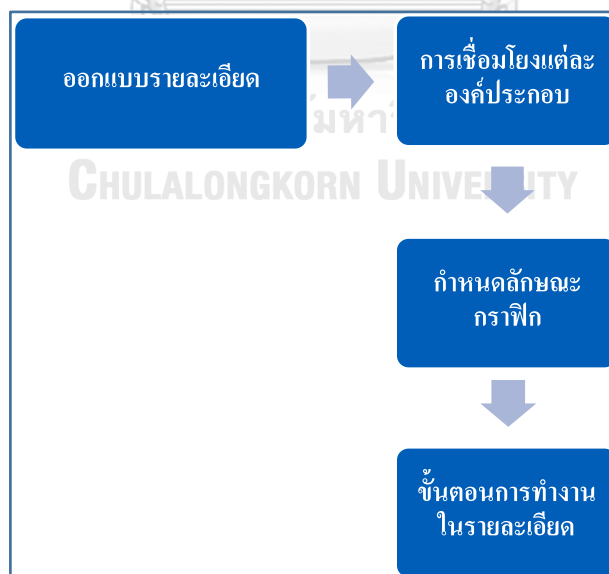 ออกแบบรายละเอียด
การเชื่อมโยงแต่ละ
องค์ประกอบ
CHULALONGKORN UNIVERSITY
กำหนดลักษณะ
กราฟิก
ขั้นตอนการทำงาน
ในรายละเอียด